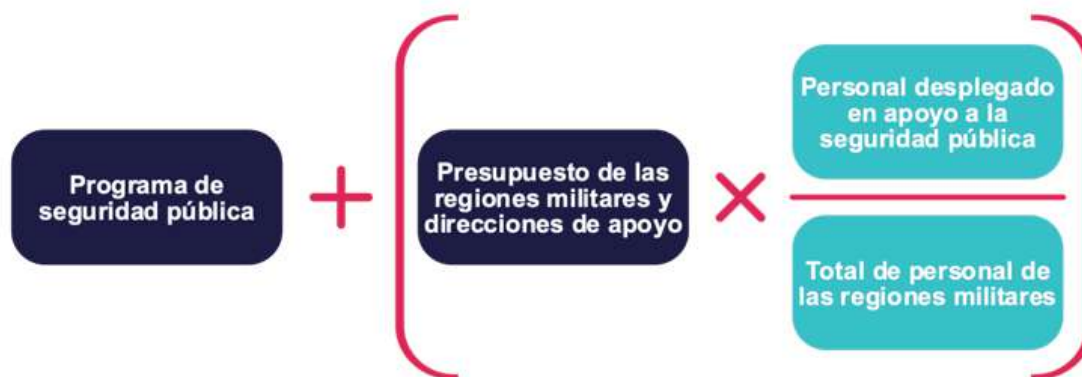 Programa de
seguridad pública
+
Presupuesto de las
regiones militares y
direcciones de apoyo
×
Personal desplegado
en apoyo a la
seguridad pública
Total de personal de
las regiones militares